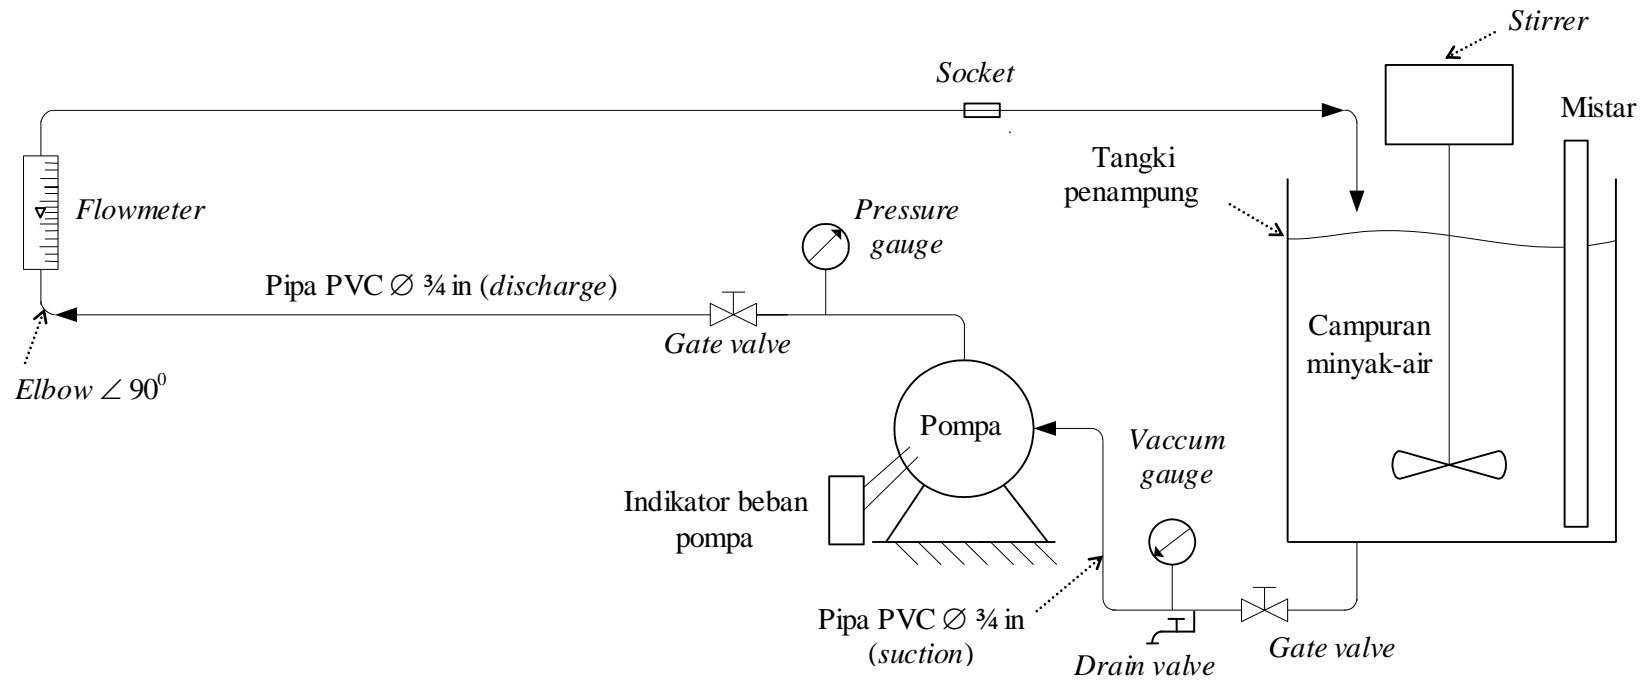 Stirrer
Socket
Mistar
Tangki
penampung
Flowmeter
Pressure
gauge
Pipa PVC ∅ ¾ in (discharge)
Gate valve
Campuran
minyak-air
Elbow ∠ 90⁰
Pompa
Vaccum
gauge
Indikator beban
pompa
Pipa PVC ∅ ¾ in
(suction)
Drain valve
Gate valve